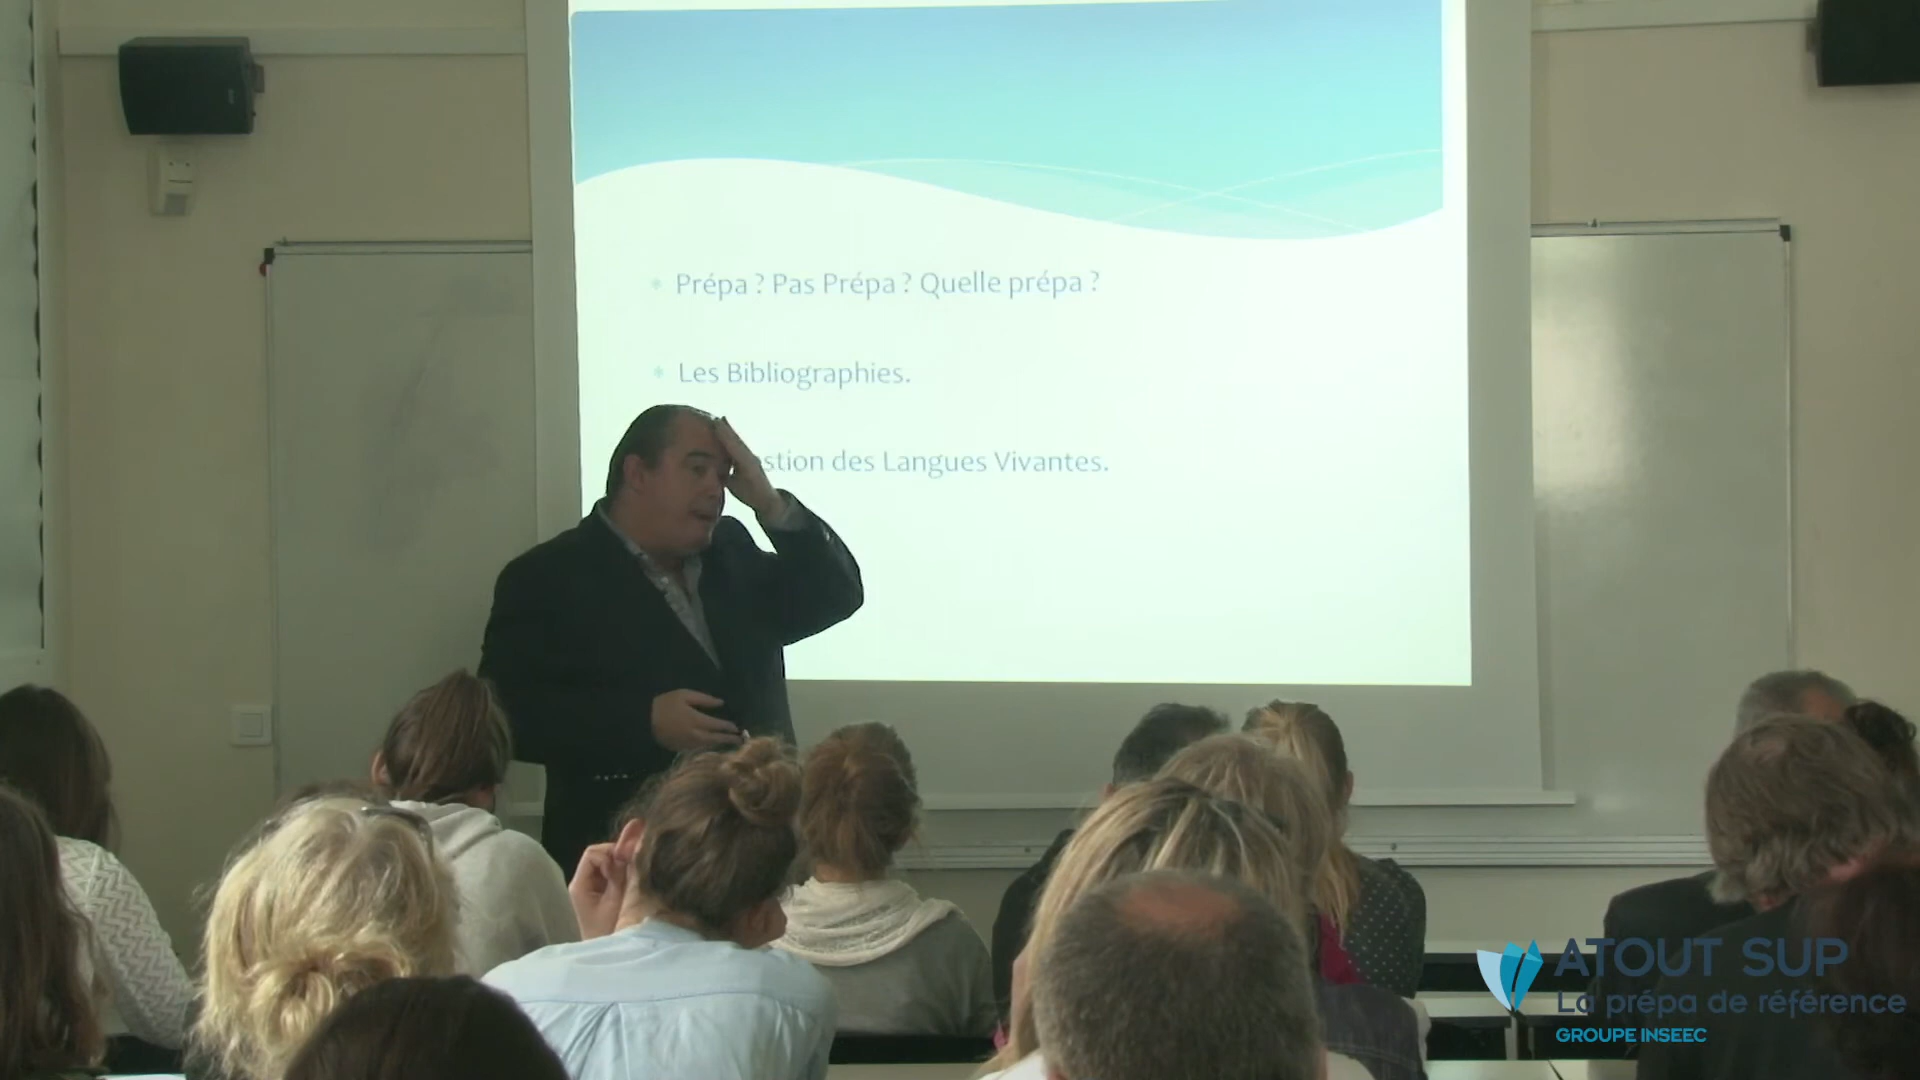 Prépa ? Pas Prépa ? Quelle prépa ?
Les Bibliographies.
stion des Langues Vivantes.
ATOUT SUP
La prépa de référence
GROUPE INSEEC